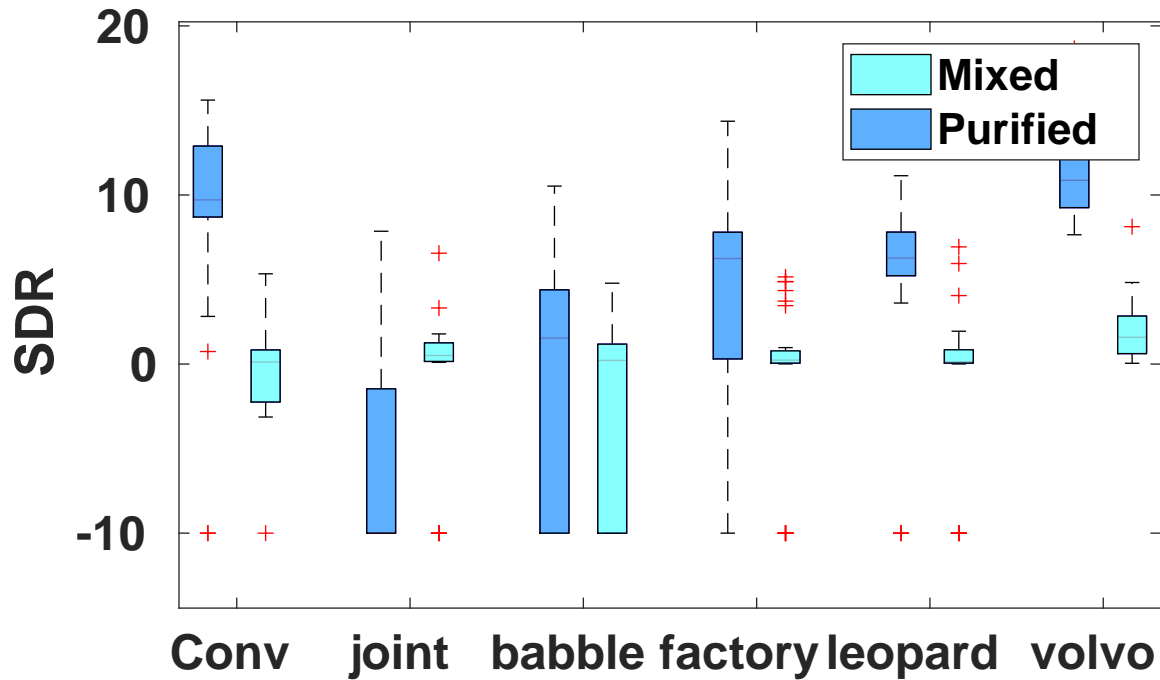 20
10
0
-10
SDR
Mixed
Purified
Conv joint babble factory leopard volvo